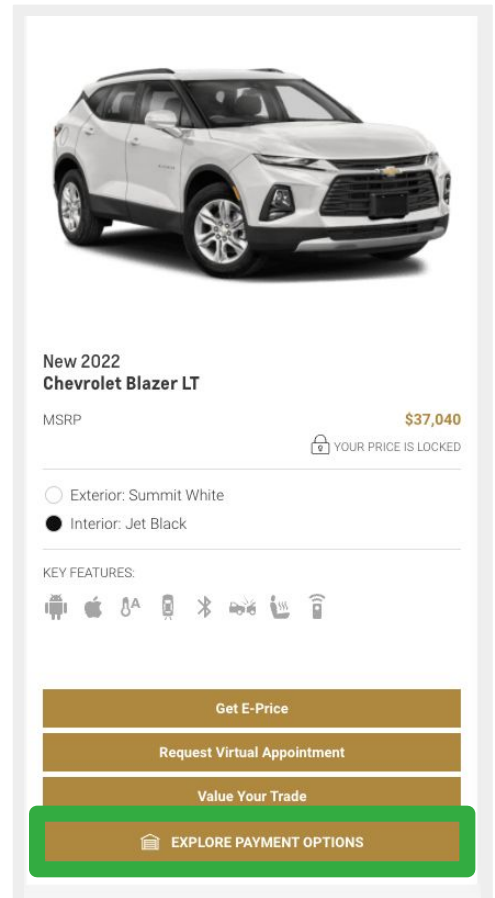 New 2022
Chevrolet Blazer LT
MSRP $37,040
YOUR PRICE IS LOCKED
Exterior: Summit White
Interior: Jet Black
KEY FEATURES:
A
Get E-Price
Request Virtual Appointment
Value Your Trade
EXPLORE PAYMENT OPTIONS